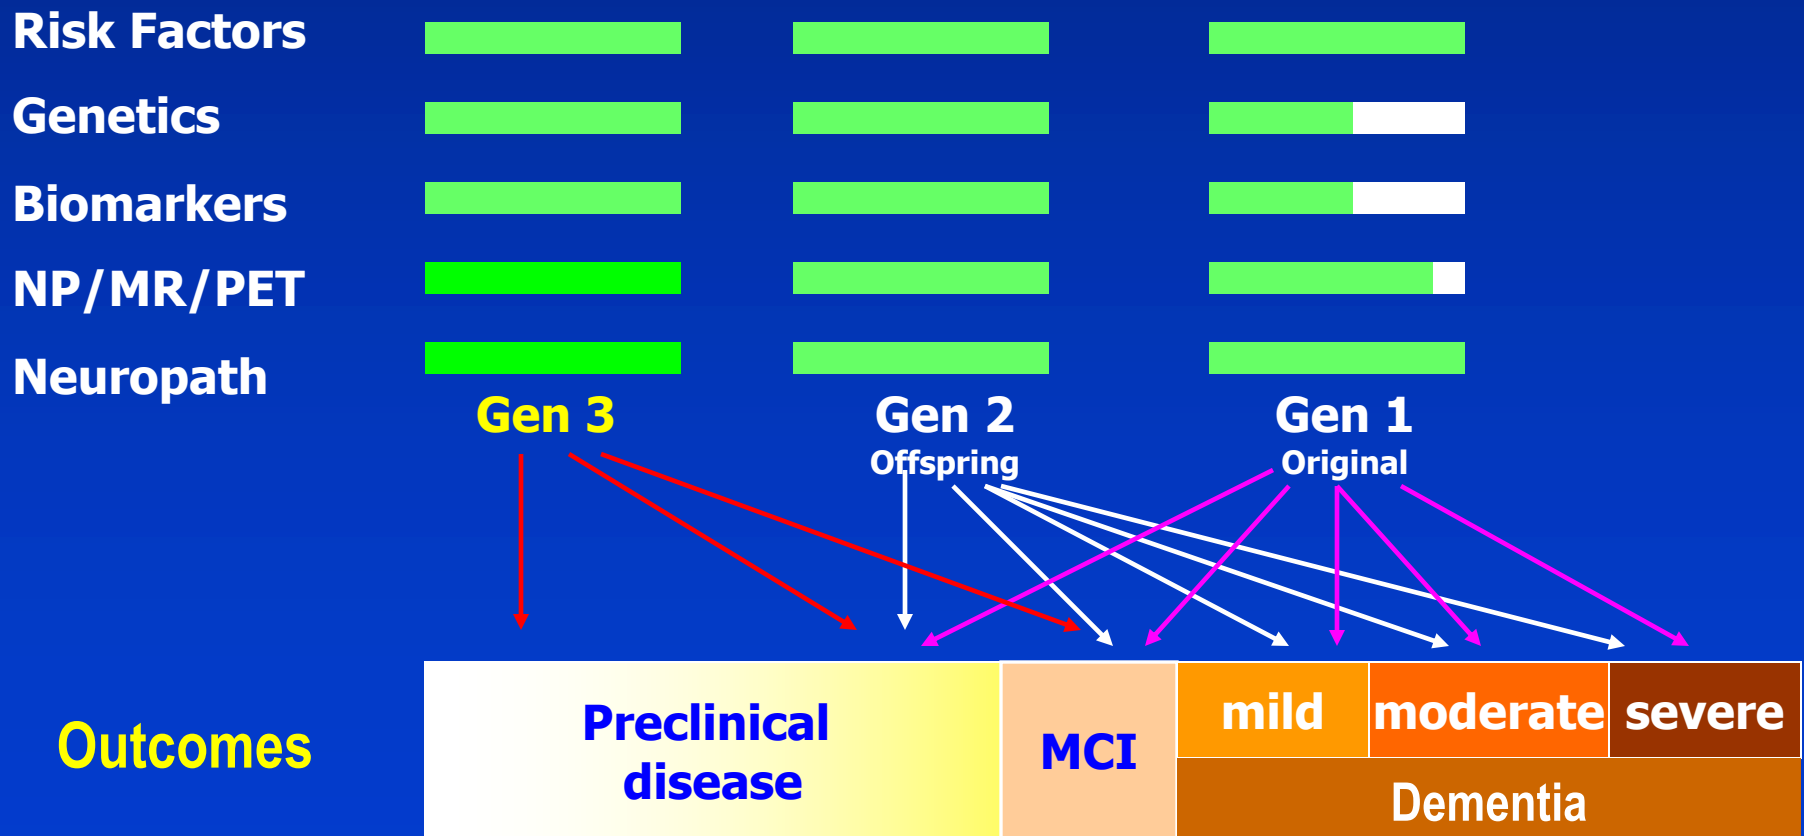 Risk Factors
Genetics
Biomarkers
NP/MR/PET
Neuropath
Gen 3
Gen 2
Gen 1
Offspring
Original
Outcomes
Preclinical
disease
MCI
mild
moderate
severe
Dementia